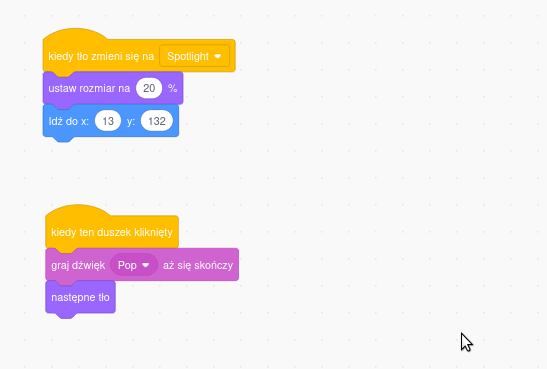 kiedy tło zmieni się na Spotlight
ustaw rozmiar na 20 %
Idź do x: 13 y: 132
kiedy ten duszek kliknięty
graj dźwięk Pop aż się skończy
następne tło